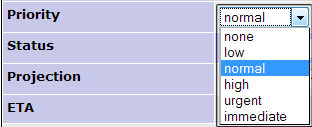 Priority normal
Status none
low
Projection normal
high
ETA urgent
immediate